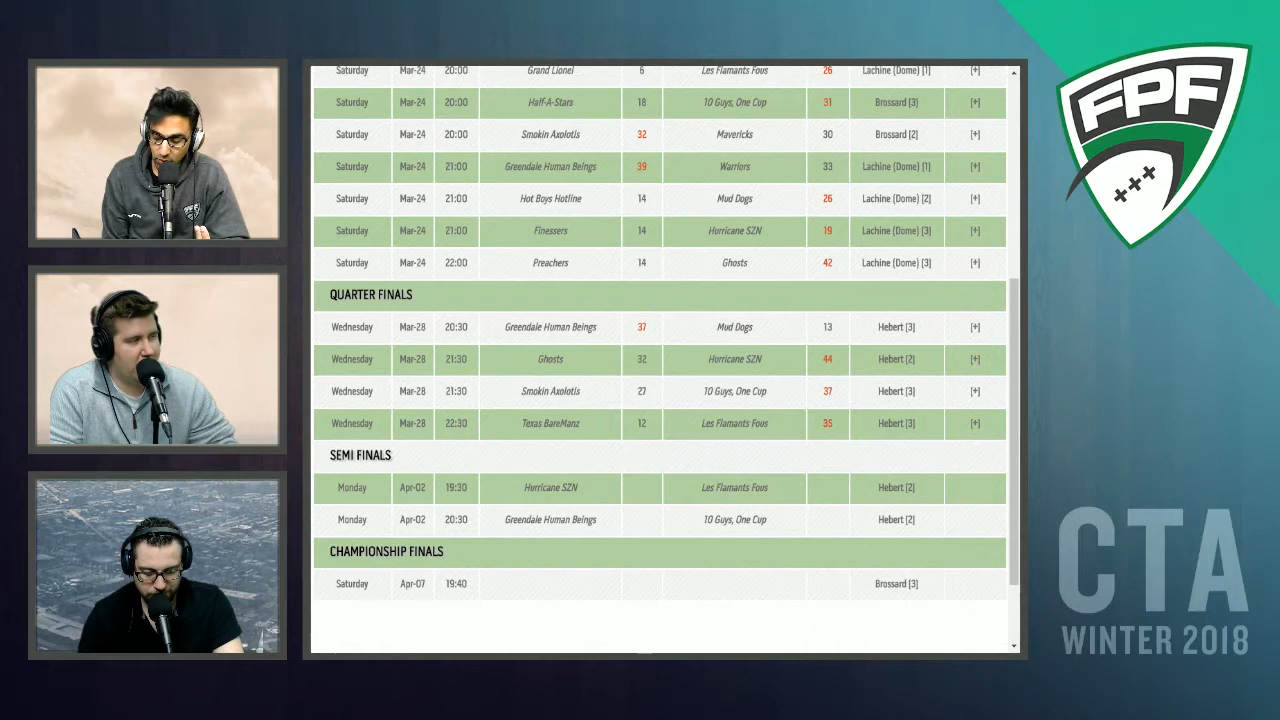 Saturday Mar-24 20:00 Grand Lionel 6 Les Flamants Fous 26 Lachine (Dome) [1] [+]
Saturday Mar-24 20:00 Half-A-Stars 18 10 Guys, One Cup 31 Brossard [3] [+]
Saturday Mar-24 20:00 Smokin Axolotls 32 Mavericks 30 Brossard [2] [+]
Saturday Mar-24 21:00 Greendale Human Beings 39 Warriors 33 Lachine (Dome) [1] [+]
Saturday Mar-24 21:00 Hot Boys Hotline 14 Mud Dogs 26 Lachine (Dome) [2] [+]
Saturday Mar-24 21:00 Finessers 14 Hurricane SZN 19 Lachine (Dome) [3] [+]
Saturday Mar-24 22:00 Preachers 14 Ghosts 42 Lachine (Dome) [3] [+]
QUARTER FINALS
Wednesday Mar-28 20:30 Greendale Human Beings 37 Mud Dogs 13 Hebert [3] [+]
Wednesday Mar-28 21:30 Ghosts 32 Hurricane SZN 44 Hebert [2] [+]
Wednesday Mar-28 21:30 Smokin Axolotls 27 10 Guys, One Cup 37 Hebert [3] [+]
Wednesday Mar-28 22:30 Texas BareManz 12 Les Flamants Fous 35 Hebert [3] [+]
SEMI FINALS
Monday Apr-02 19:30 Hurricane SZN Les Flamants Fous Hebert [2]
Monday Apr-02 20:30 Greendale Human Beings 10 Guys, One Cup Hebert [2]
CHAMPIONSHIP FINALS
Saturday Apr-07 19:40 Brossard [3]
FPF
CTA
WINTER 2018